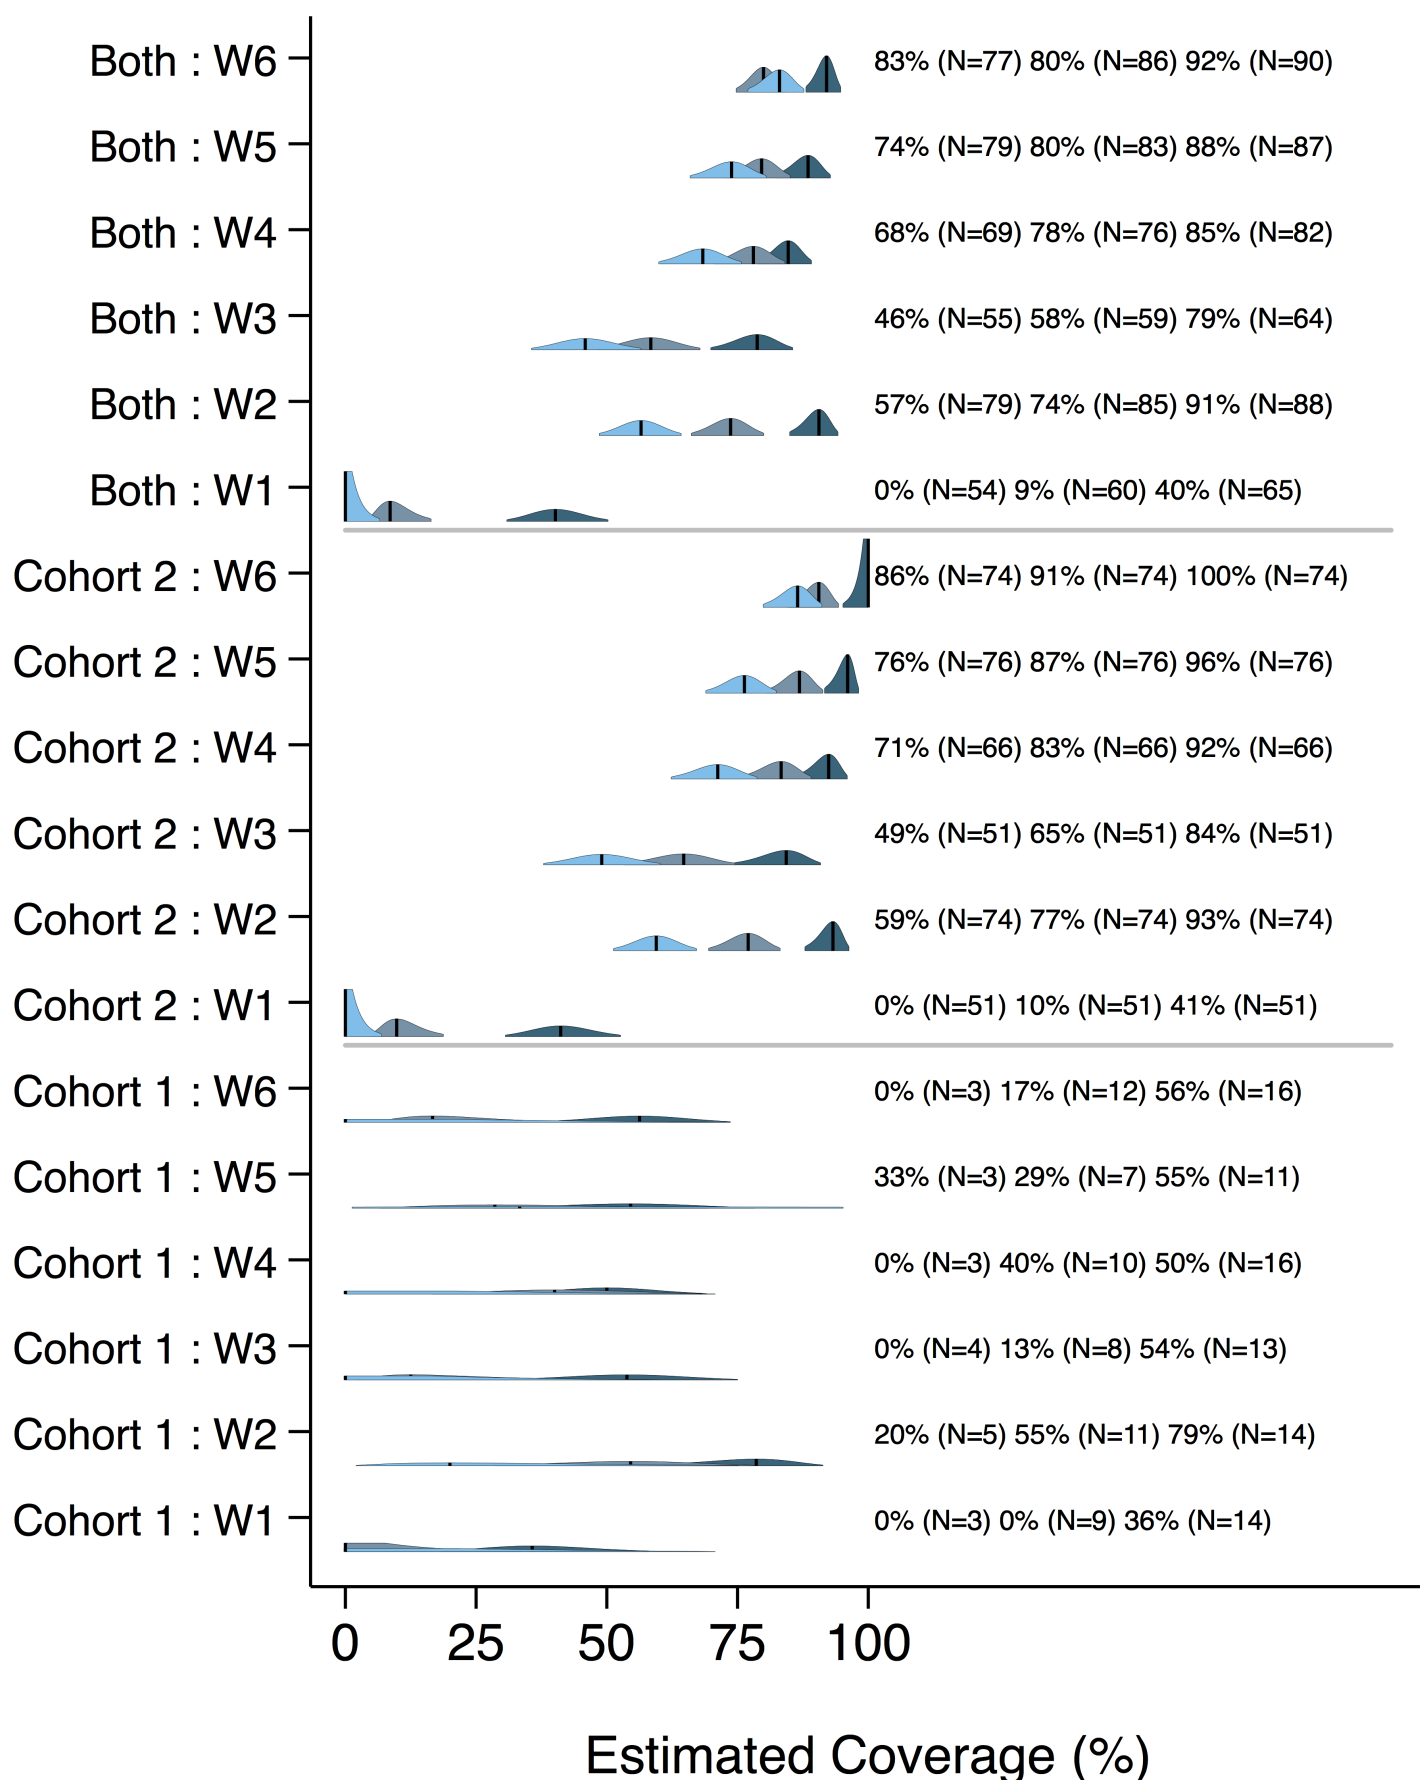 Both : W6 83% (N=77) 80% (N=86) 92% (N=90)
Both : W5 74% (N=79) 80% (N=83) 88% (N=87)
Both : W4 68% (N=69) 78% (N=76) 85% (N=82)
Both : W3 46% (N=55) 58% (N=59) 79% (N=64)
Both : W2 57% (N=79) 74% (N=85) 91% (N=88)
Both : W1 0% (N=54) 9% (N=60) 40% (N=65)
Cohort 2 : W6 86% (N=74) 91% (N=74) 100% (N=74)
Cohort 2 : W5 76% (N=76) 87% (N=76) 96% (N=76)
Cohort 2 : W4 71% (N=66) 83% (N=66) 92% (N=66)
Cohort 2 : W3 49% (N=51) 65% (N=51) 84% (N=51)
Cohort 2 : W2 59% (N=74) 77% (N=74) 93% (N=74)
Cohort 2 : W1 0% (N=51) 10% (N=51) 41% (N=51)
Cohort 1 : W6 0% (N=3) 17% (N=12) 56% (N=16)
Cohort 1 : W5 33% (N=3) 29% (N=7) 55% (N=11)
Cohort 1 : W4 0% (N=3) 40% (N=10) 50% (N=16)
Cohort 1 : W3 0% (N=4) 13% (N=8) 54% (N=13)
Cohort 1 : W2 20% (N=5) 55% (N=11) 79% (N=14)
Cohort 1 : W1 0% (N=3) 0% (N=9) 36% (N=14)
0 25 50 75 100
Estimated Coverage (%)